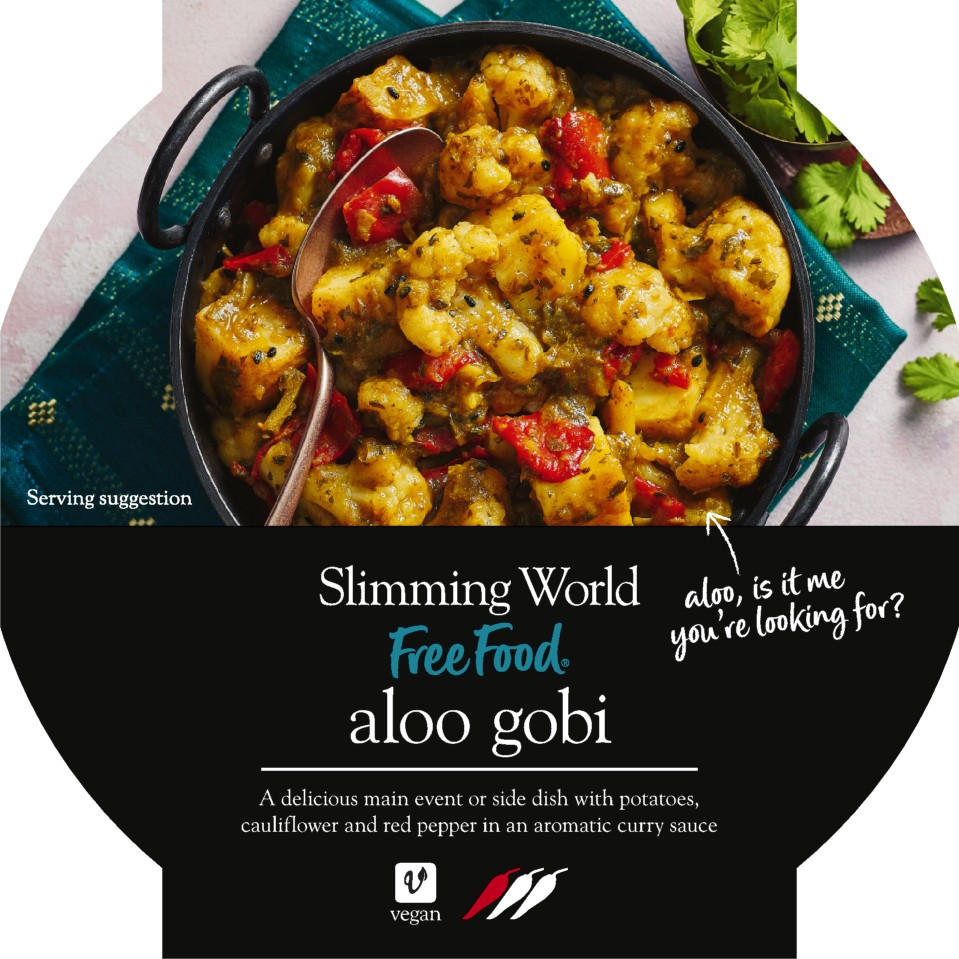 Serving suggestion
Slimming World
Free Food®
aloo gobi
aloo, is it me
you're looking for?
A delicious main event or side dish with potatoes,
cauliflower and red pepper in an aromatic curry sauce
V
vegan